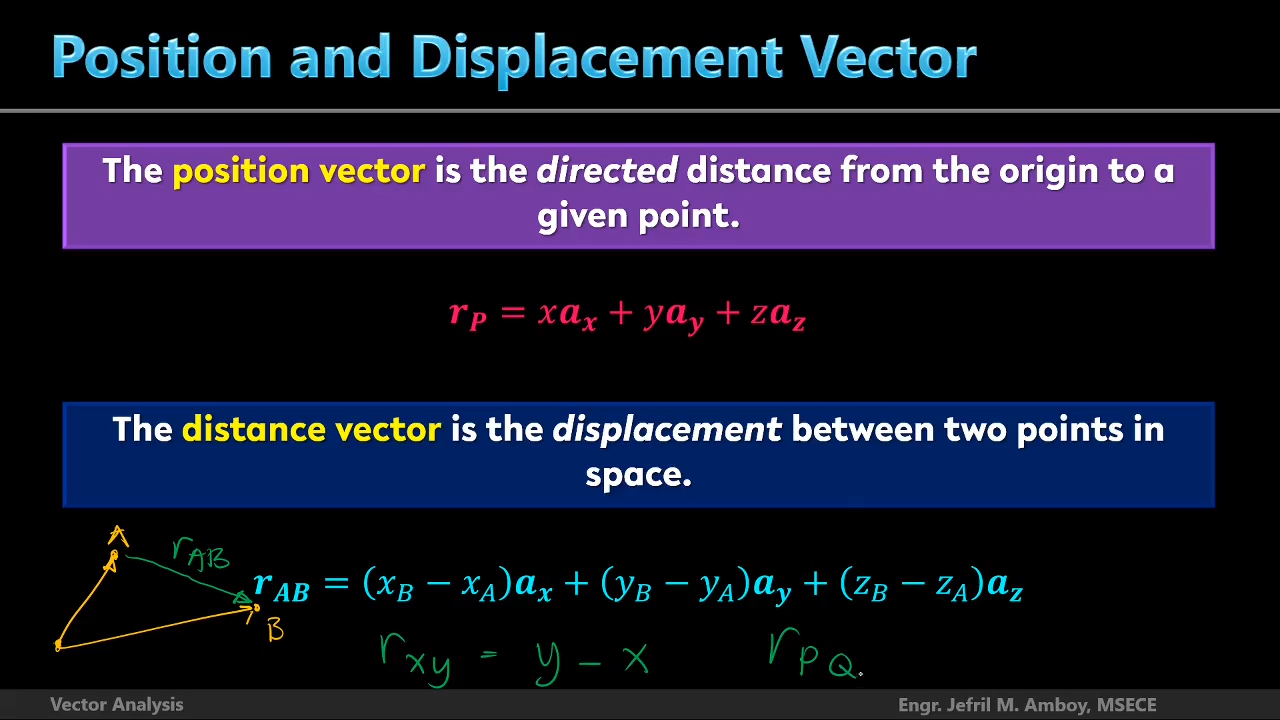 Position and Displacement Vector
The position vector is the directed distance from the origin to a
given point.
r_P = xa_x + ya_y + za_z
The distance vector is the displacement between two points in
space.
A
r_AB
r_AB = (x_B − x_A)a_x + (y_B − y_A)a_y + (z_B − z_A)a_z
B
r_xy = y − x
r_PQ
Vector Analysis
Engr. Jefril M. Amboy, MSECE